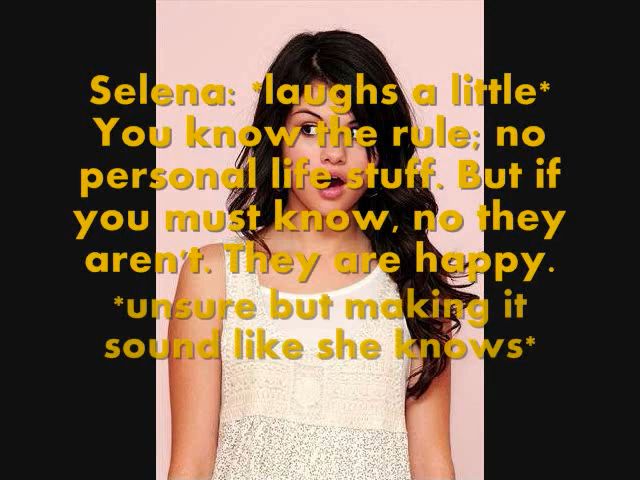 Selena: *laughs a little*
You know the rule; no
personal life stuff. But if
you must know, no they
aren't. They are happy.
*unsure but making it
sound like she knows*